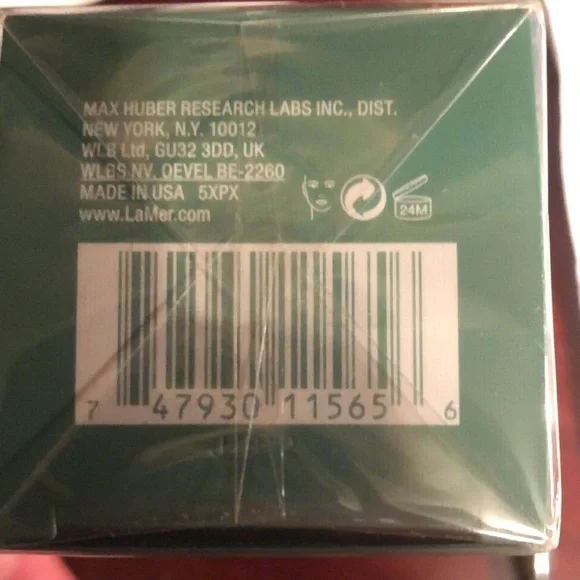 MAX HUBER RESEARCH LABS INC., DIST.
NEW YORK, N.Y. 10012
WLB Ltd, GU32 3DD, UK
WLBS NV, OEVEL BE-2260
MADE IN USA 5XPX
www.LaMer.com
24M
7 47930 11565 6